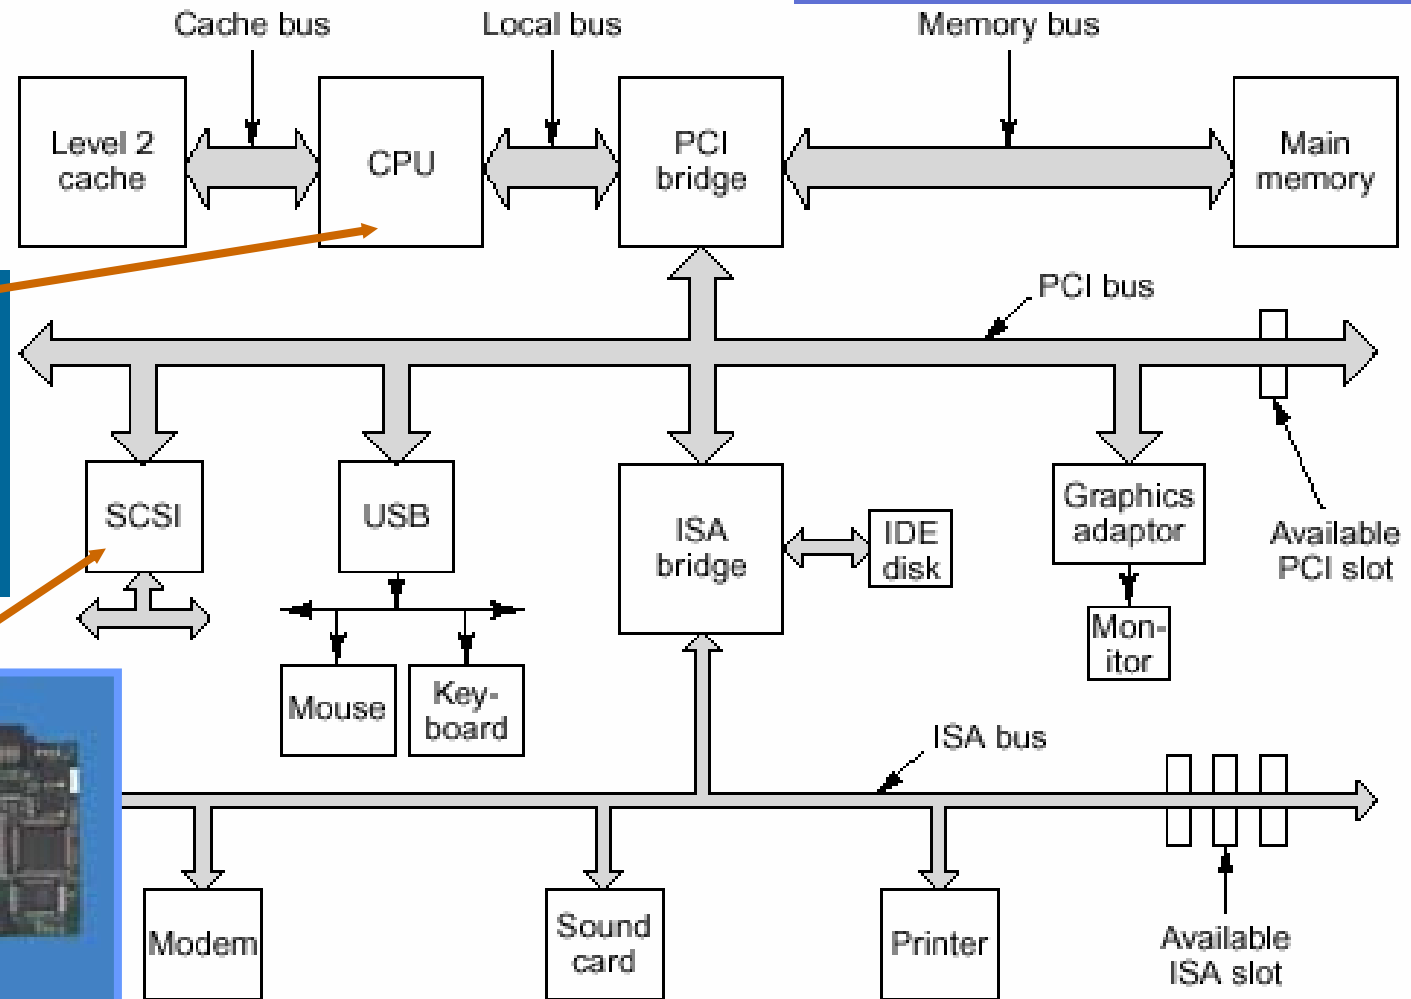 Cache bus
Local bus
Memory bus
Level 2
cache
CPU
PCI
bridge
Main
memory
PCI bus
SCSI
USB
ISA
bridge
IDE
disk
Graphics
adaptor
Available
PCI slot
Mon-
itor
Mouse
Key-
board
ISA bus
Modem
Sound
card
Printer
Available
ISA slot